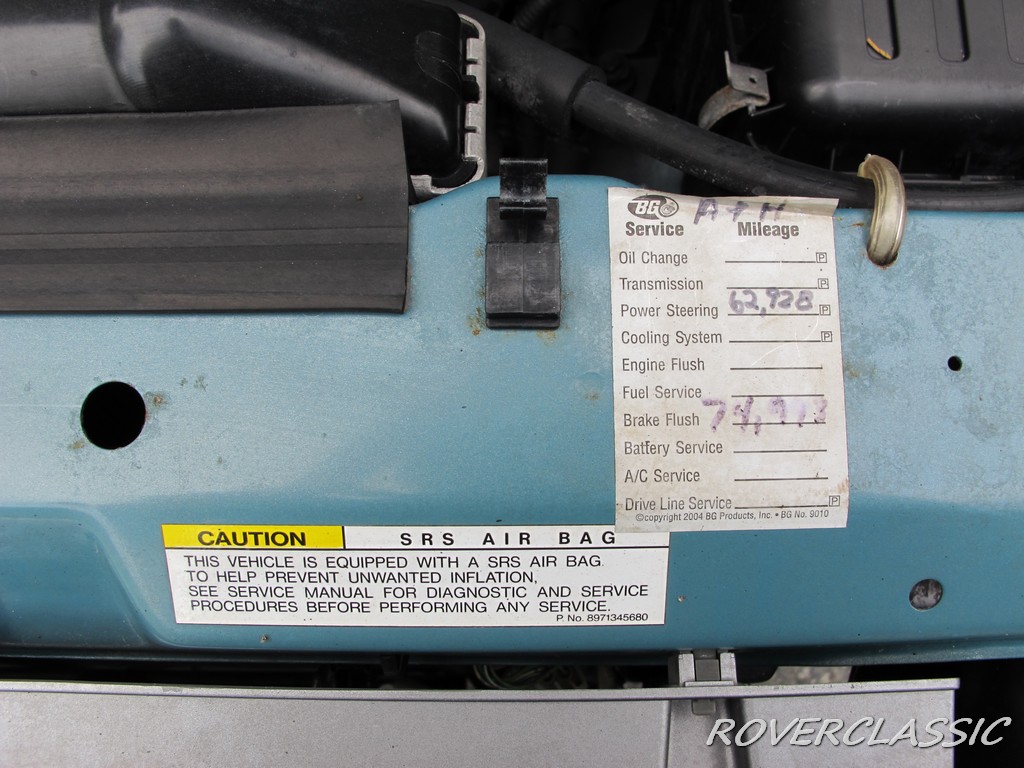 BG A + H
Service Mileage
Oil Change P
Transmission P
Power Steering 62,928 P
Cooling System P
Engine Flush
Fuel Service
Brake Flush
Battery Service
A/C Service
Drive Line Service P
©copyright 2004 BG Products, Inc. • BG No. 9010
CAUTION SRS AIR BAG
THIS VEHICLE IS EQUIPPED WITH A SRS AIR BAG.
TO HELP PREVENT UNWANTED INFLATION,
SEE SERVICE MANUAL FOR DIAGNOSTIC AND SERVICE
PROCEDURES BEFORE PERFORMING ANY SERVICE.
P. No. 8971345680
ROVERCLASSIC